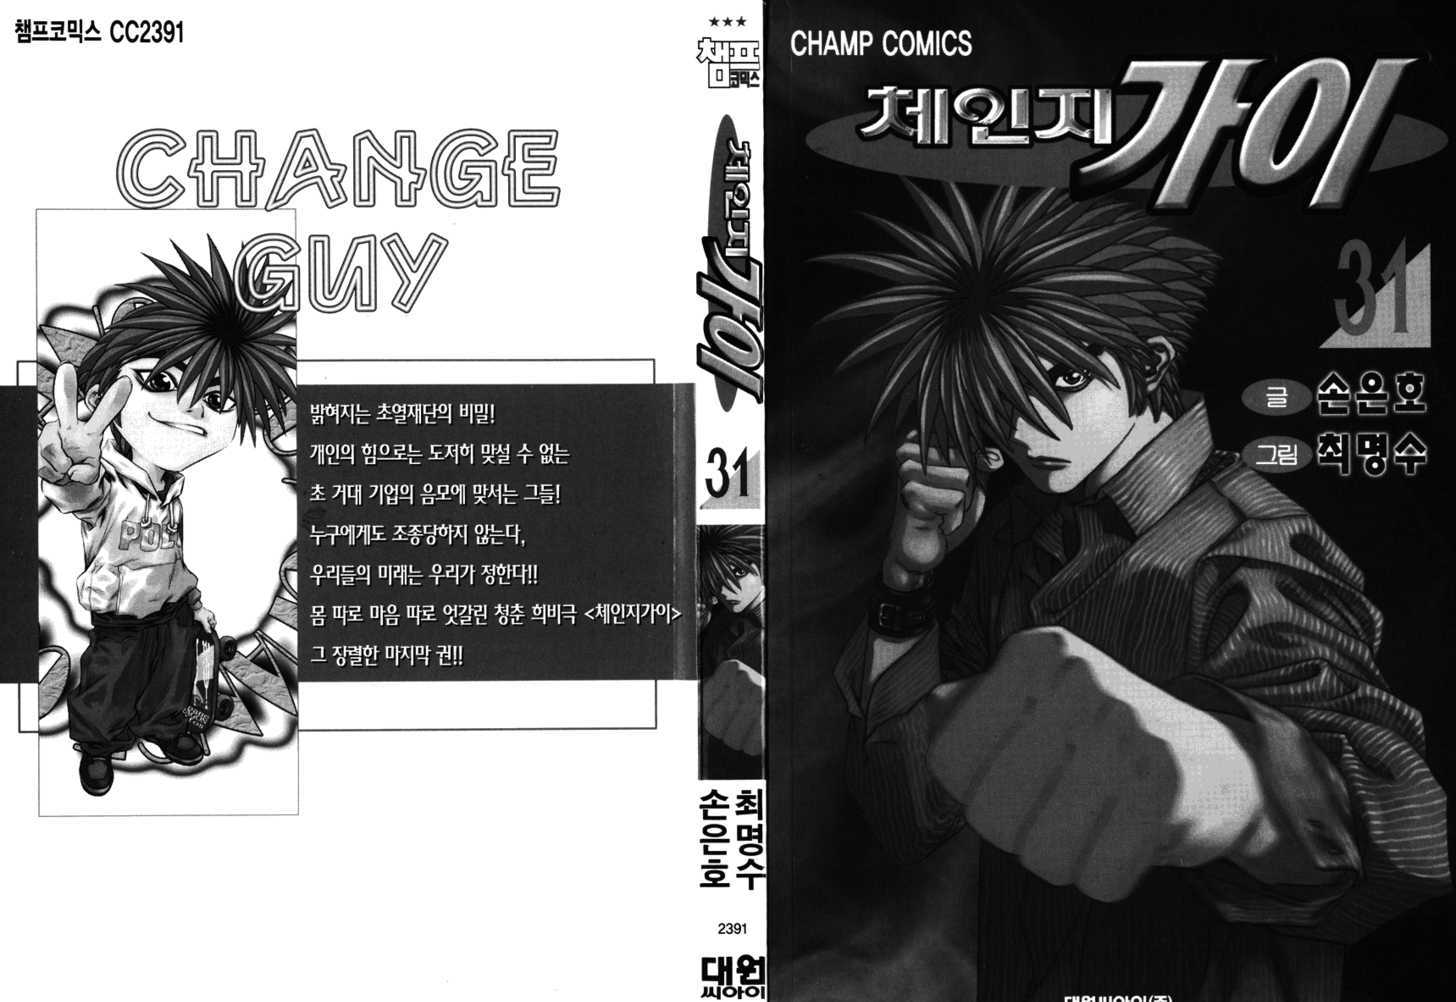 챔프코믹스 CC2391
CHANGE
GUY
밝혀지는 초열재단의 비밀!
개인의 힘으로는 도저히 맞설 수 없는
초 거대 기업의 음모에 맞서는 그들!
누구에게도 조종당하지 않는다,
우리들의 미래는 우리가 정한다!!
몸 따로 마음 따로 엇갈린 청춘 희비극 <체인지가이>
그 장렬한 마지막 권!!
POL
챔프
코믹스
체인지
가이
31
손은호
최명수
2391
대원
씨아이
CHAMP COMICS
체인지 가이
31
글 손은호
그림 최명수
대원씨아이(주)